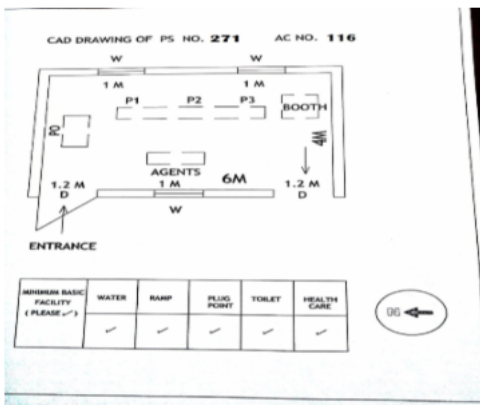 CAD DRAWING OF PS NO. 271 AC NO. 116
W W
1 M 1 M
P1 P2 P3
BOOTH
PO
4M
AGENTS
1.2 M 1 M 6M 1.2 M
D D
W
ENTRANCE
MINIMUM BASIC FACILITY ( PLEASE ✓ ) WATER RAMP PLUG POINT TOILET HEALTH CARE
✓ ✓ ✓ ✓ ✓
N